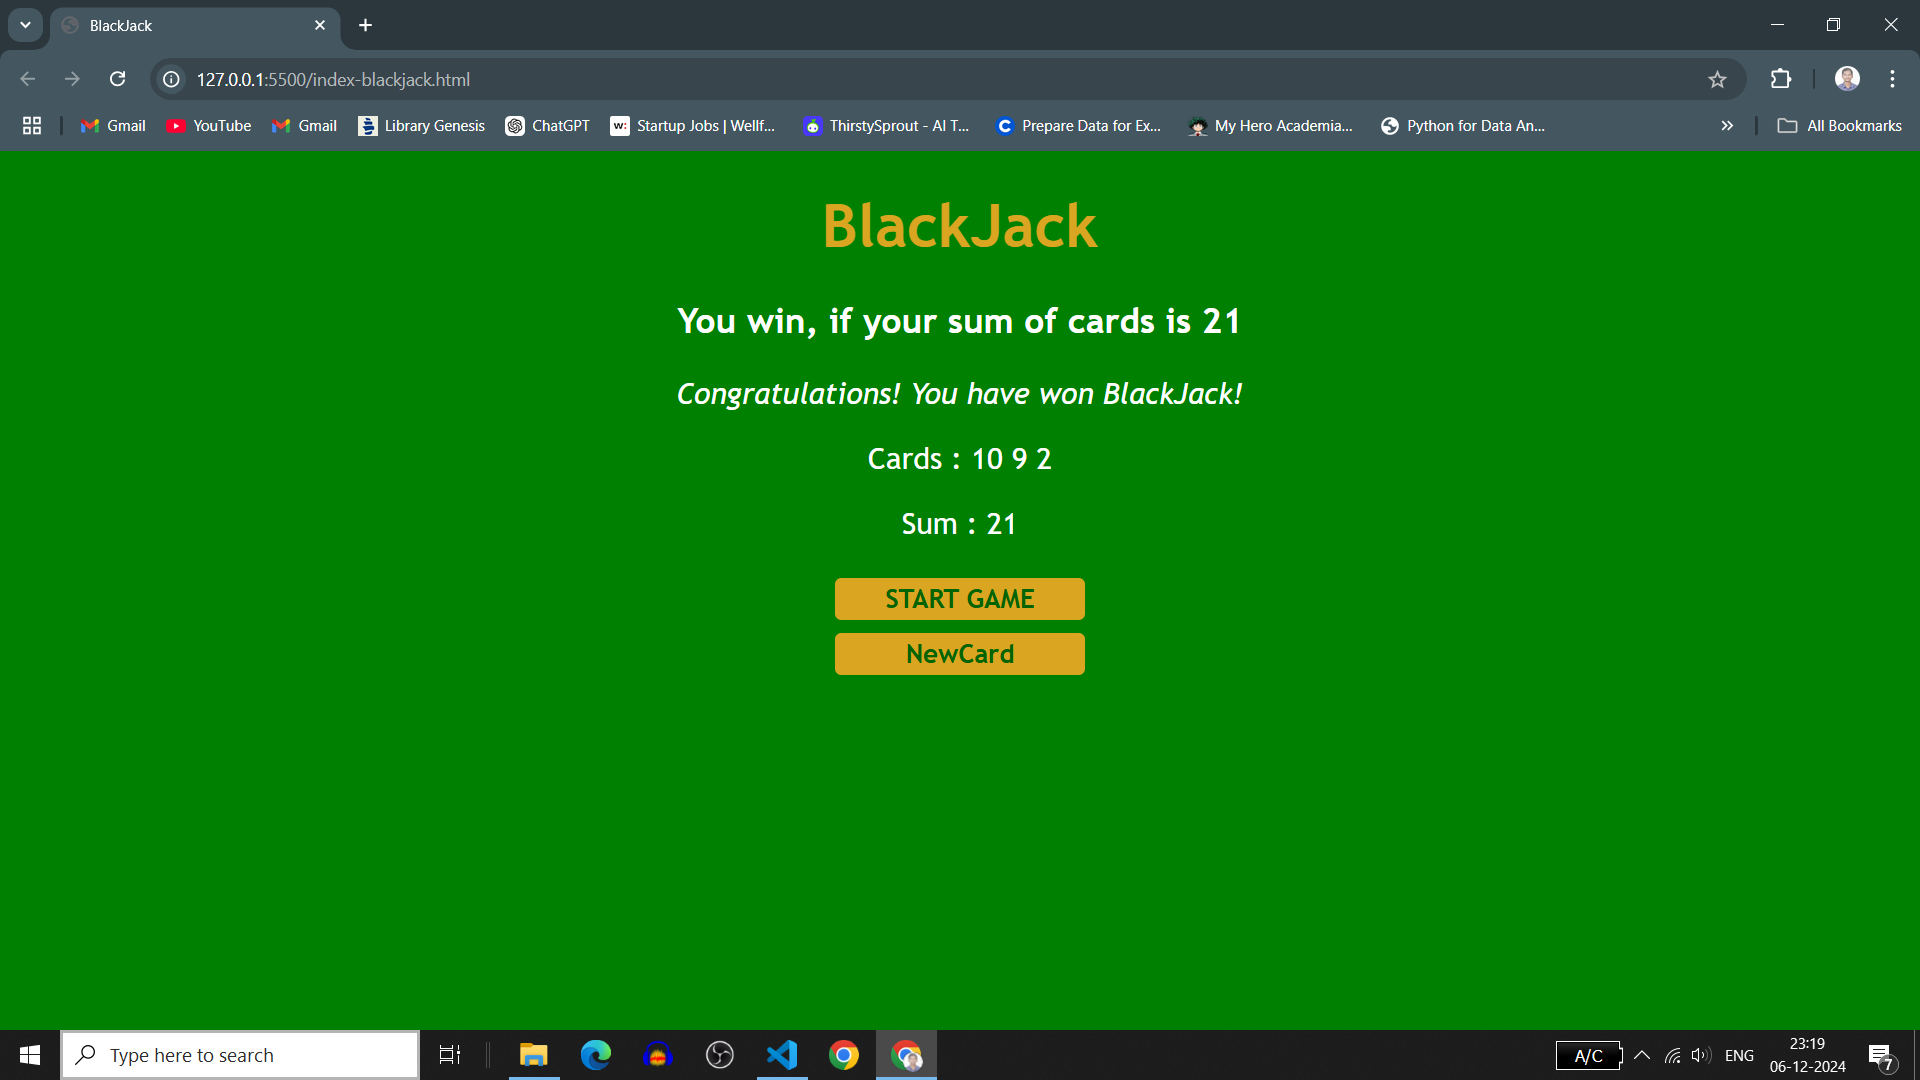 BlackJack
127.0.0.1:5500/index-blackjack.html
Gmail
YouTube
Gmail
Library Genesis
ChatGPT
w: Startup Jobs | Wellf...
ThirstySprout - AI T...
Prepare Data for Ex...
My Hero Academia...
Python for Data An...
All Bookmarks
BlackJack
You win, if your sum of cards is 21
Congratulations! You have won BlackJack!
Cards : 10 9 2
Sum : 21
START GAME
NewCard
Type here to search
A/C
ENG
23:19
06-12-2024
7